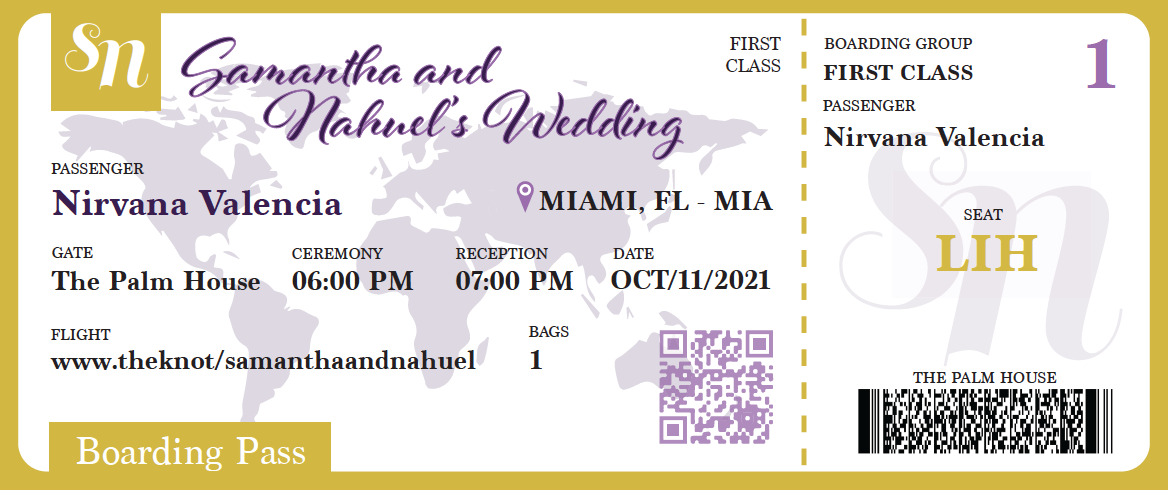 Sn
Samantha and
Nahuel's Wedding
FIRST
CLASS
PASSENGER
Nirvana Valencia
MIAMI, FL - MIA
GATE
The Palm House
CEREMONY
06:00 PM
RECEPTION
07:00 PM
DATE
OCT/11/2021
FLIGHT
www.theknot/samanthaandnahuel
BAGS
1
Boarding Pass
BOARDING GROUP
FIRST CLASS
1
PASSENGER
Nirvana Valencia
Sn
SEAT
LIH
THE PALM HOUSE